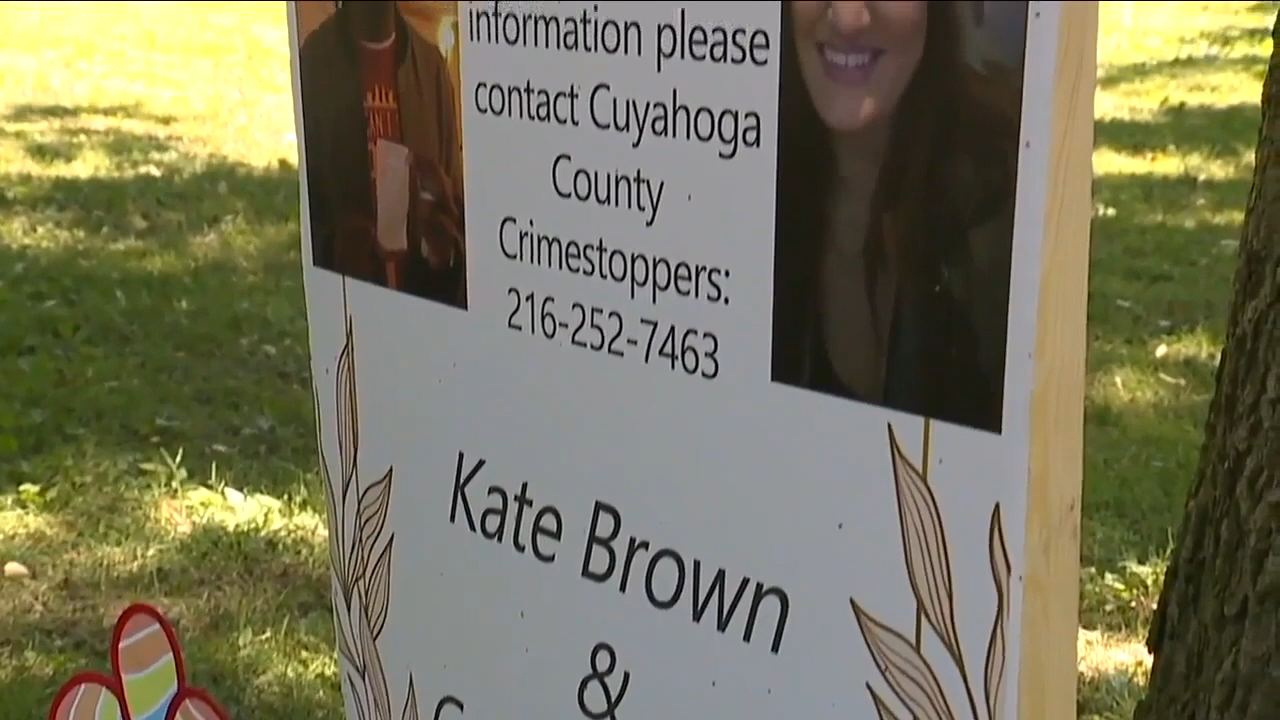 information please
contact Cuyahoga
County
Crimestoppers:
216-252-7463
Kate Brown
&